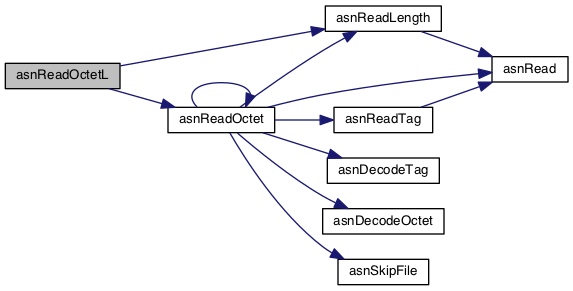 asnReadLength
asnRead
asnReadOctetL
asnReadOctet
asnReadTag
asnDecodeTag
asnDecodeOctet
asnSkipFile